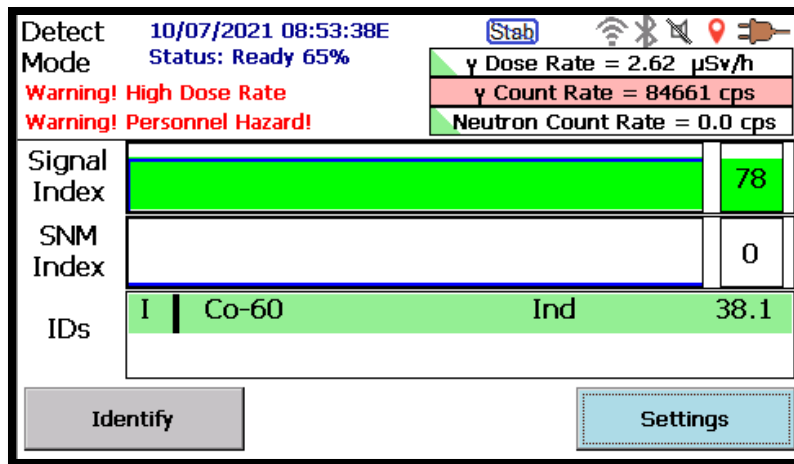 Detect Mode
10/07/2021 08:53:38E
Status: Ready 65%
Warning! High Dose Rate
Warning! Personnel Hazard!
Stab
γ Dose Rate = 2.62 µSv/h
γ Count Rate = 84661 cps
Neutron Count Rate = 0.0 cps
Signal Index
78
SNM Index
0
IDs
I Co-60 Ind 38.1
Identify
Settings